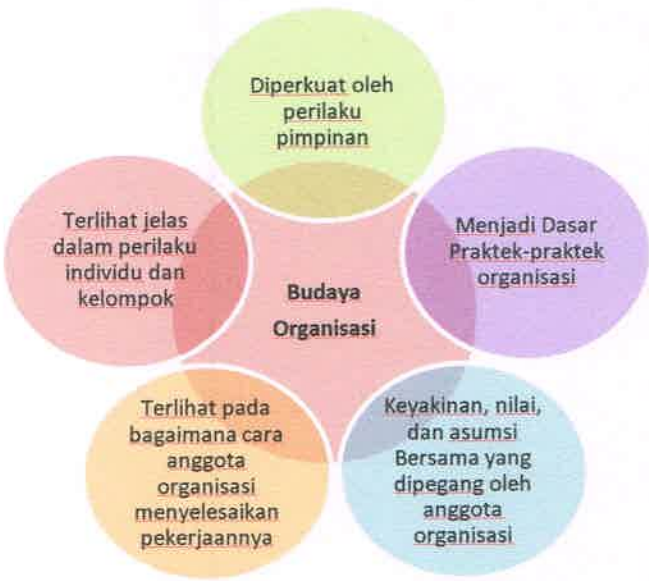 Diperkuat oleh
perilaku
pimpinan
Menjadi Dasar
Praktek-praktek
organisasi
Keyakinan, nilai,
dan asumsi
Bersama yang
dipegang oleh
anggota
organisasi
Terlihat pada
bagaimana cara
anggota
organisasi
menyelesaikan
pekerjaannya
Terlihat jelas
dalam perilaku
individu dan
kelompok
Budaya
Organisasi